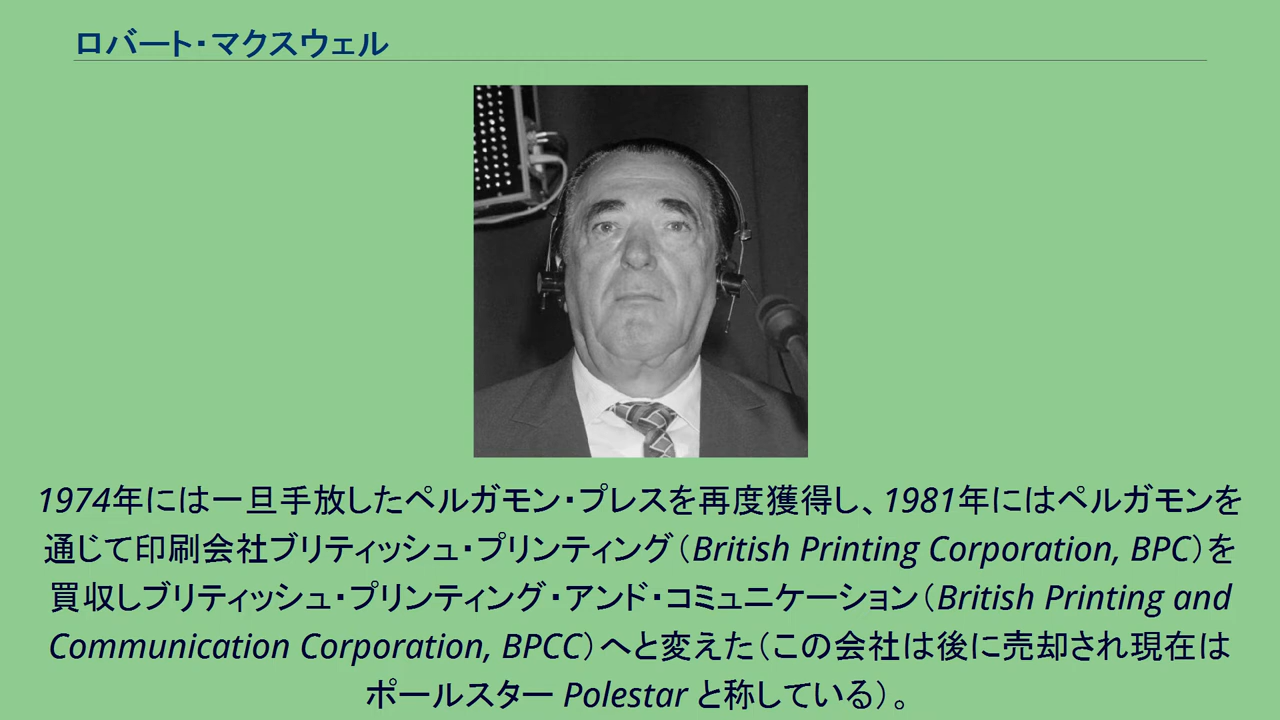 ロバート・マクスウェル
1974年には一旦手放したペルガモン・プレスを再度獲得し、1981年にはペルガモンを
通じて印刷会社ブリティッシュ・プリンティング（British Printing Corporation, BPC）を
買収しブリティッシュ・プリンティング・アンド・コミュニケーション（British Printing and
Communication Corporation, BPCC）へと変えた（この会社は後に売却され現在は
ポールスター Polestar と称している）。